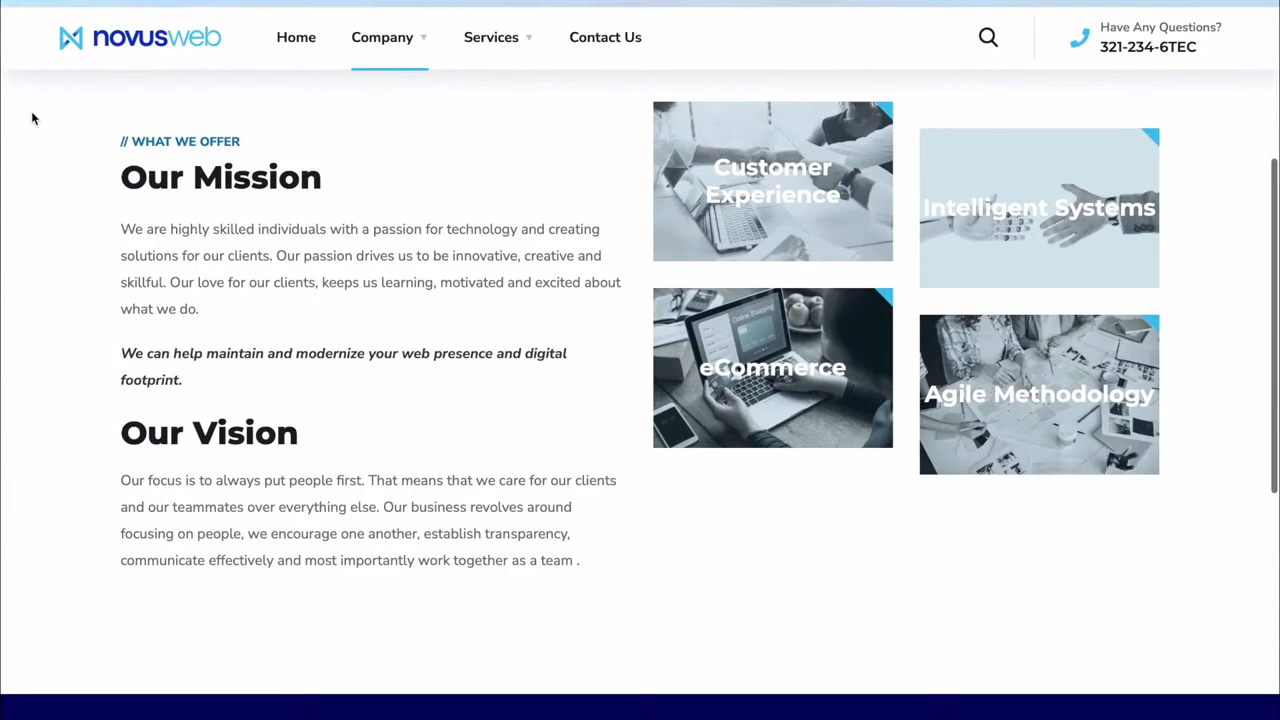 novusweb
Home
Company
Services
Contact Us
Have Any Questions?
321-234-6TEC
// WHAT WE OFFER
Our Mission
We are highly skilled individuals with a passion for technology and creating
solutions for our clients. Our passion drives us to be innovative, creative and
skillful. Our love for our clients, keeps us learning, motivated and excited about
what we do.
We can help maintain and modernize your web presence and digital
footprint.
Our Vision
Our focus is to always put people first. That means that we care for our clients
and our teammates over everything else. Our business revolves around
focusing on people, we encourage one another, establish transparency,
communicate effectively and most importantly work together as a team .
Customer
Experience
Intelligent Systems
Online Shopping
eCommerce
Agile Methodology